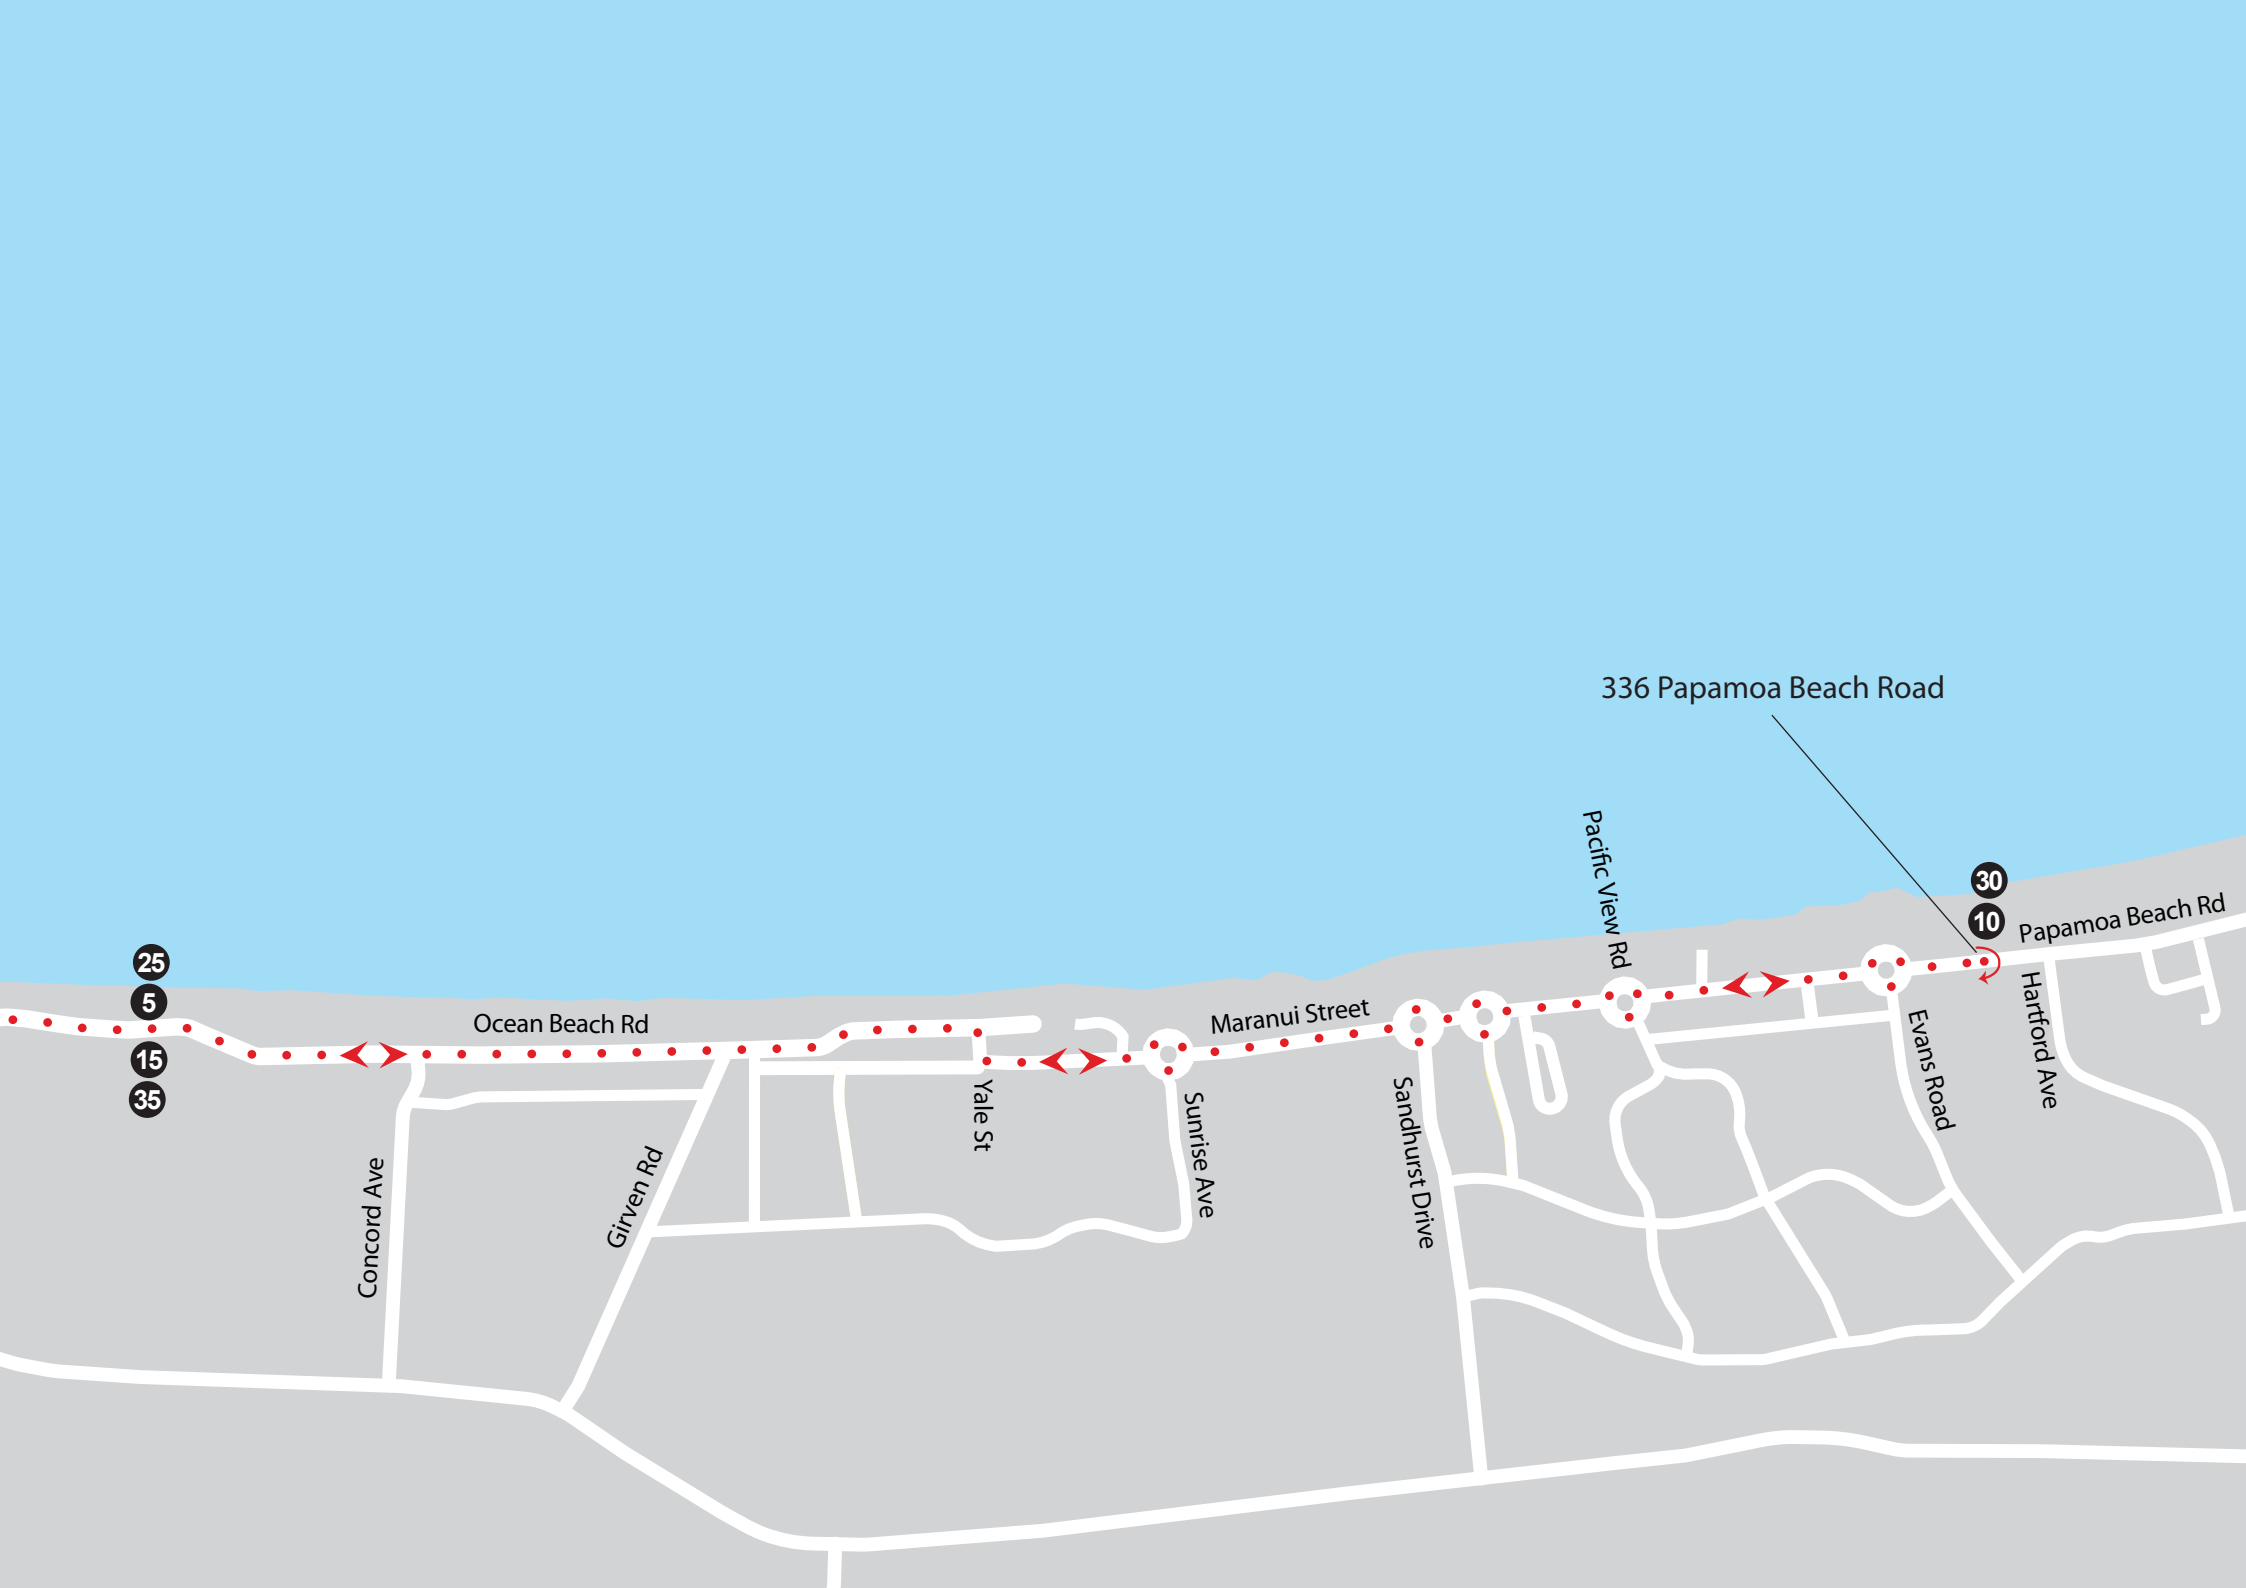 336 Papamoa Beach Road
Pacific View Rd
30
10
Papamoa Beach Rd
25
5
15
35
Ocean Beach Rd
Maranui Street
Hartford Ave
Evans Road
Yale St
Sunrise Ave
Sandhurst Drive
Girven Rd
Concord Ave